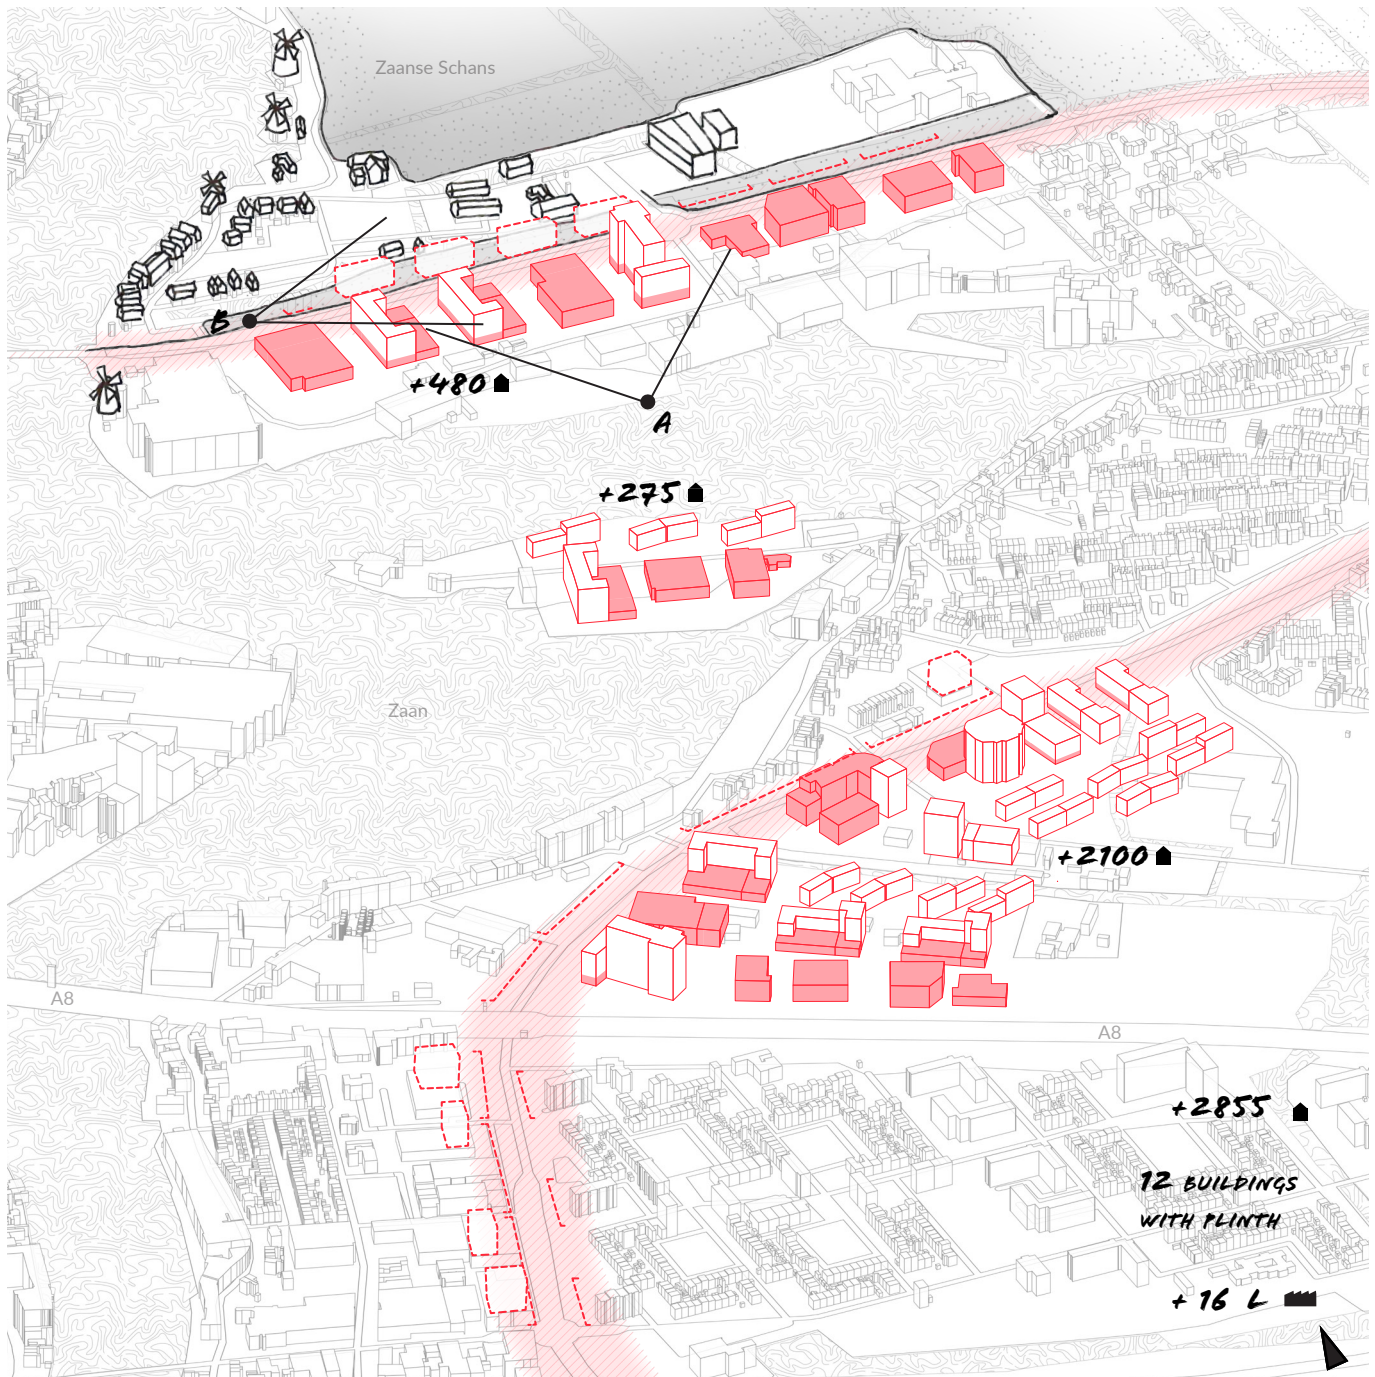 Zaanse Schans
B
+480
A
+275
Zaan
+2100
A8
A8
+2855
12 BUILDINGS
WITH PLINTH
+ 16 L